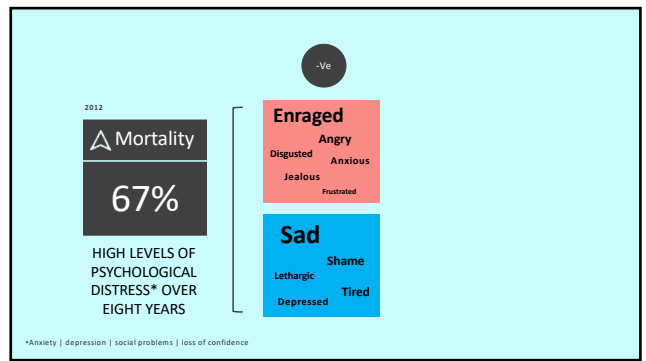 -Ve
2012
Mortality
67%
HIGH LEVELS OF
PSYCHOLOGICAL
DISTRESS* OVER
EIGHT YEARS
Enraged
Angry
Disgusted
Anxious
Jealous
Frustrated
Sad
Shame
Lethargic
Tired
Depressed
•Anxiety | depression | social problems | loss of confidence